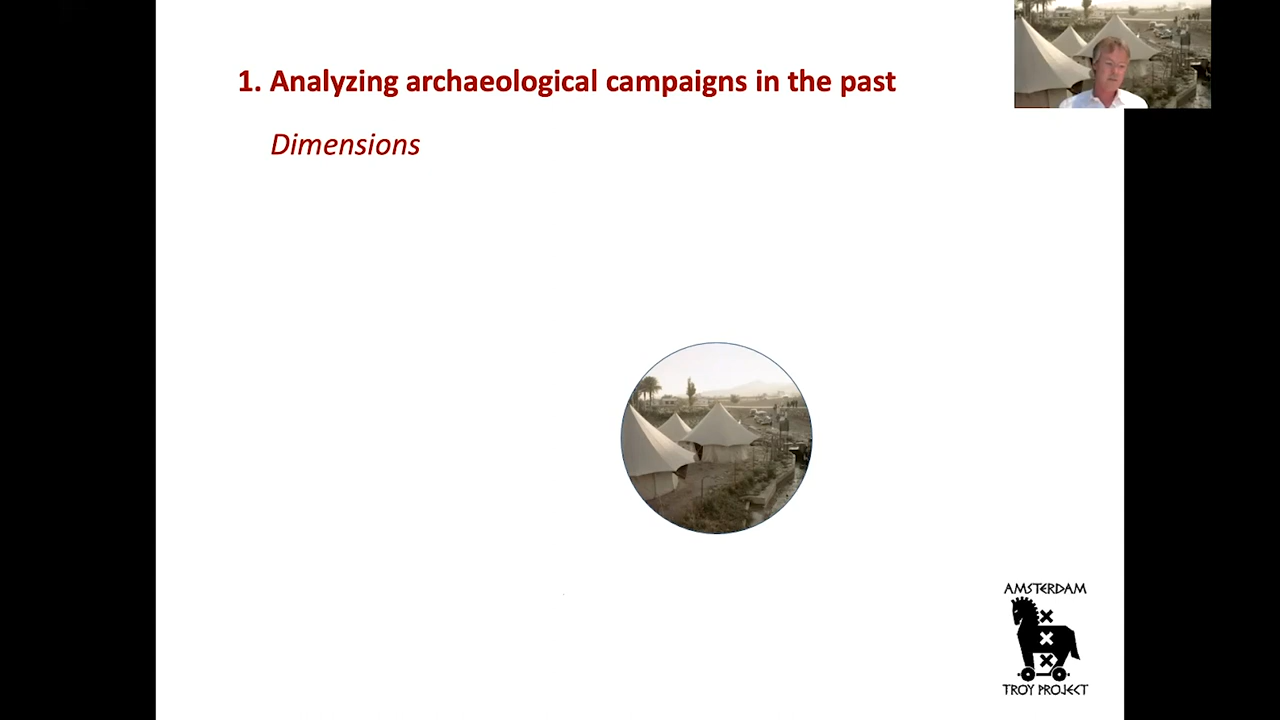 1. Analyzing archaeological campaigns in the past
Dimensions
AMSTERDAM
TROY PROJECT